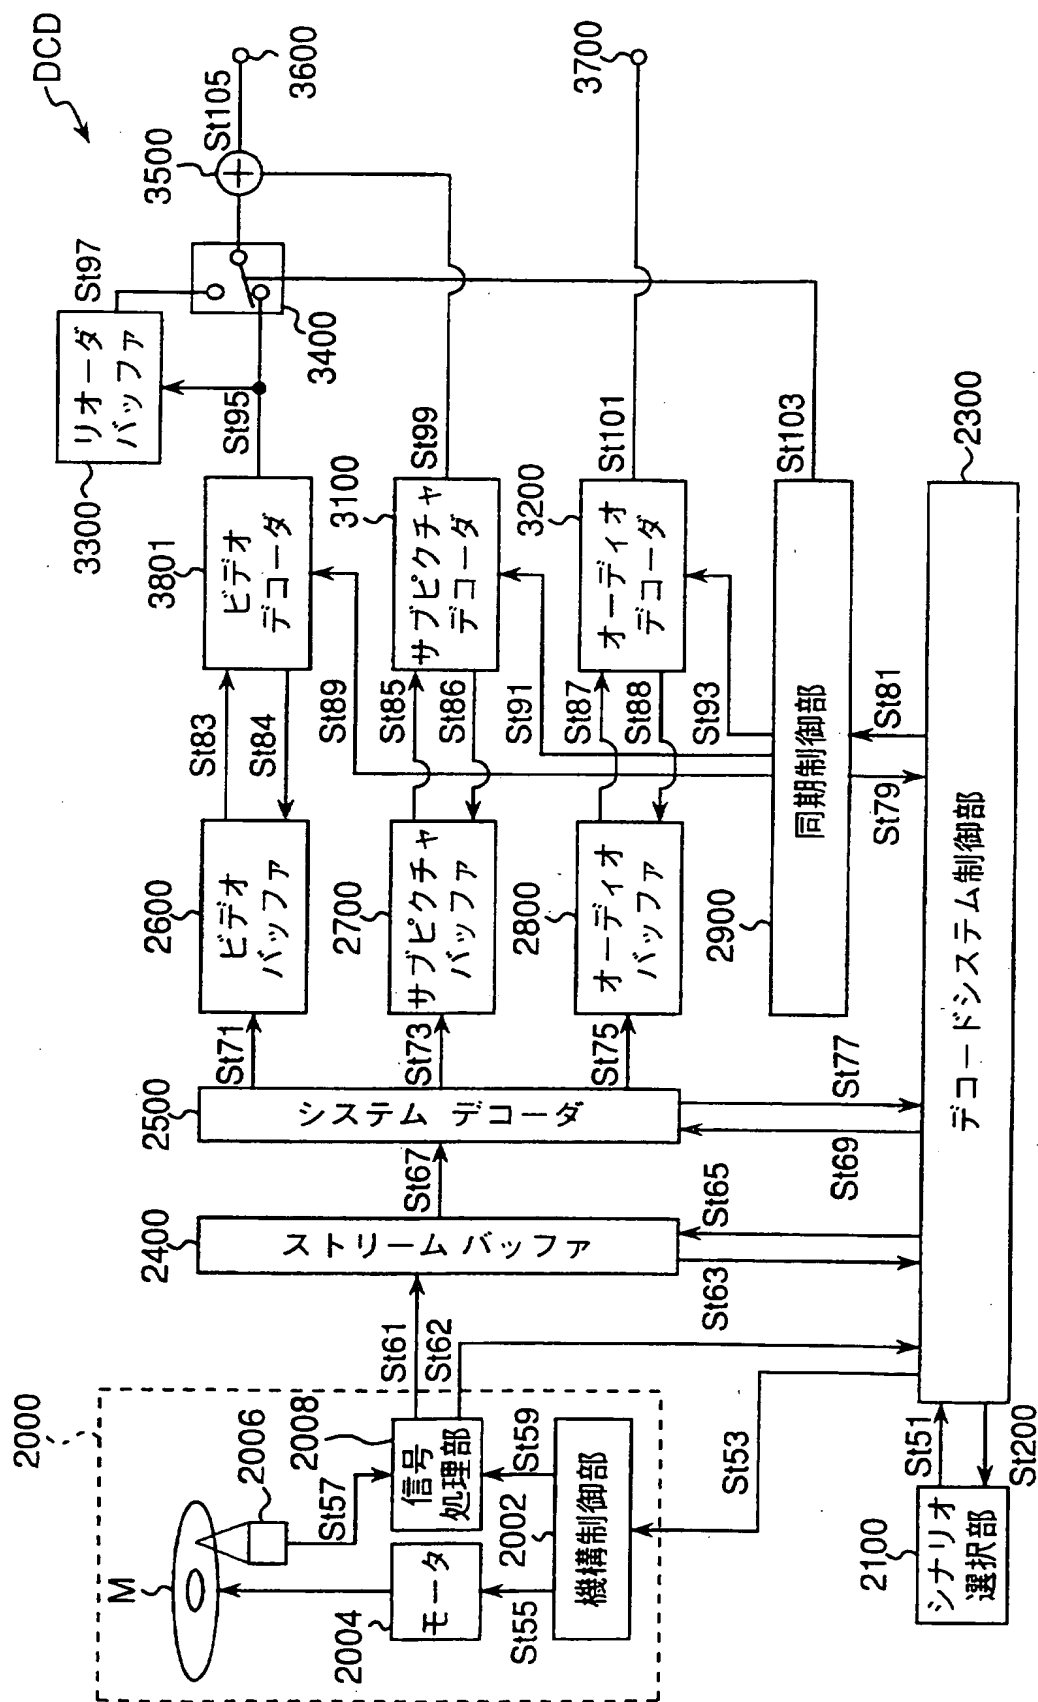 DCD
2000
M
2006
St57
2008
信号
処理部
2004
モータ
St55
2002
St59
機構制御部
St61
St62
St53
2100
シナリオ
選択部
St51
St200
2400
ストリーム バッファ
St63
St65
St67
2500
システム デコーダ
St69
St77
St71
St73
St75
2600
ビデオ
バッファ
2700
サブピクチャ
バッファ
2800
オーディオ
バッファ
2900
同期制御部
St79
St81
2300
デコードシステム制御部
St83
St84
St89
St85
St86
St91
St87
St88
St93
3801
ビデオ
デコーダ
3100
サブピクチャ
デコーダ
3200
オーディオ
デコーダ
3300
リオーダ
バッファ
St95
St97
St99
St101
St103
3400
3500
St105
3600
3700